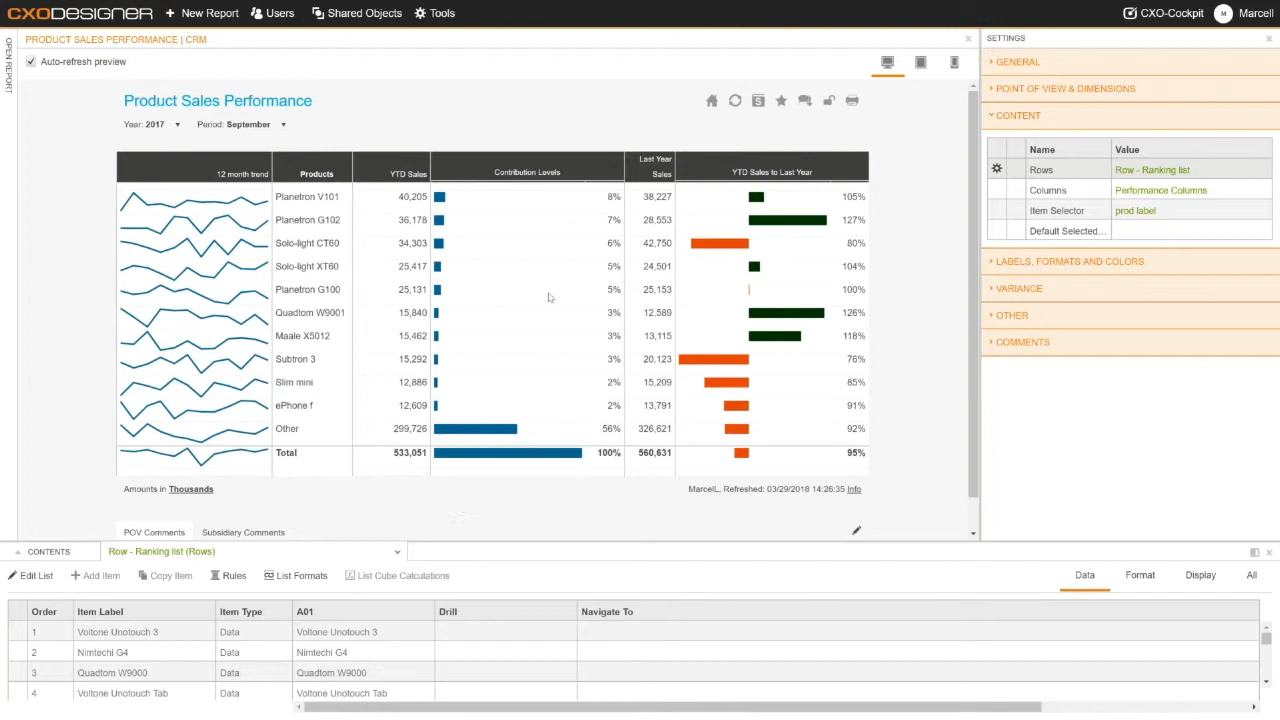 CXODESIGNER New Report Users Shared Objects Tools CXO-Cockpit M Marcell
OPEN REPORT
PRODUCT SALES PERFORMANCE | CRM
Auto-refresh preview
Product Sales Performance
Year: 2017 Period: September
12 month trend Products YTD Sales Contribution Levels Last Year Sales YTD Sales to Last Year
Planetron V101 40,205 8% 38,227 105%
Planetron G102 36,178 7% 28,553 127%
Solo-light CT60 34,303 6% 42,750 80%
Solo-light XT60 25,417 5% 24,501 104%
Planetron G100 25,131 5% 25,153 100%
Quadtom W9001 15,840 3% 12,589 126%
Maale X5012 15,462 3% 13,115 118%
Subtron 3 15,292 3% 20,123 76%
Slim mini 12,886 2% 15,209 85%
ePhone f 12,609 2% 13,791 91%
Other 299,726 56% 326,621 92%
Total 533,051 100% 560,631 95%
Amounts in Thousands MarcelL, Refreshed: 03/29/2018 14:26:35 Info
POV Comments Subsidiary Comments
SETTINGS
GENERAL
POINT OF VIEW & DIMENSIONS
CONTENT
Name Value
Rows Row - Ranking list
Columns Performance Columns
Item Selector prod label
Default Selected...
LABELS, FORMATS AND COLORS
VARIANCE
OTHER
COMMENTS
CONTENTS Row - Ranking list (Rows)
Edit List Add Item Copy Item Rules List Formats List Cube Calculations Data Format Display All
Order Item Label Item Type A01 Drill Navigate To
1 Voltone Unotouch 3 Data Voltone Unotouch 3
2 Nimtechi G4 Data Nimtechi G4
3 Quadtom W9000 Data Quadtom W9000
4 Voltone Unotouch Tab Data Voltone Unotouch Tab